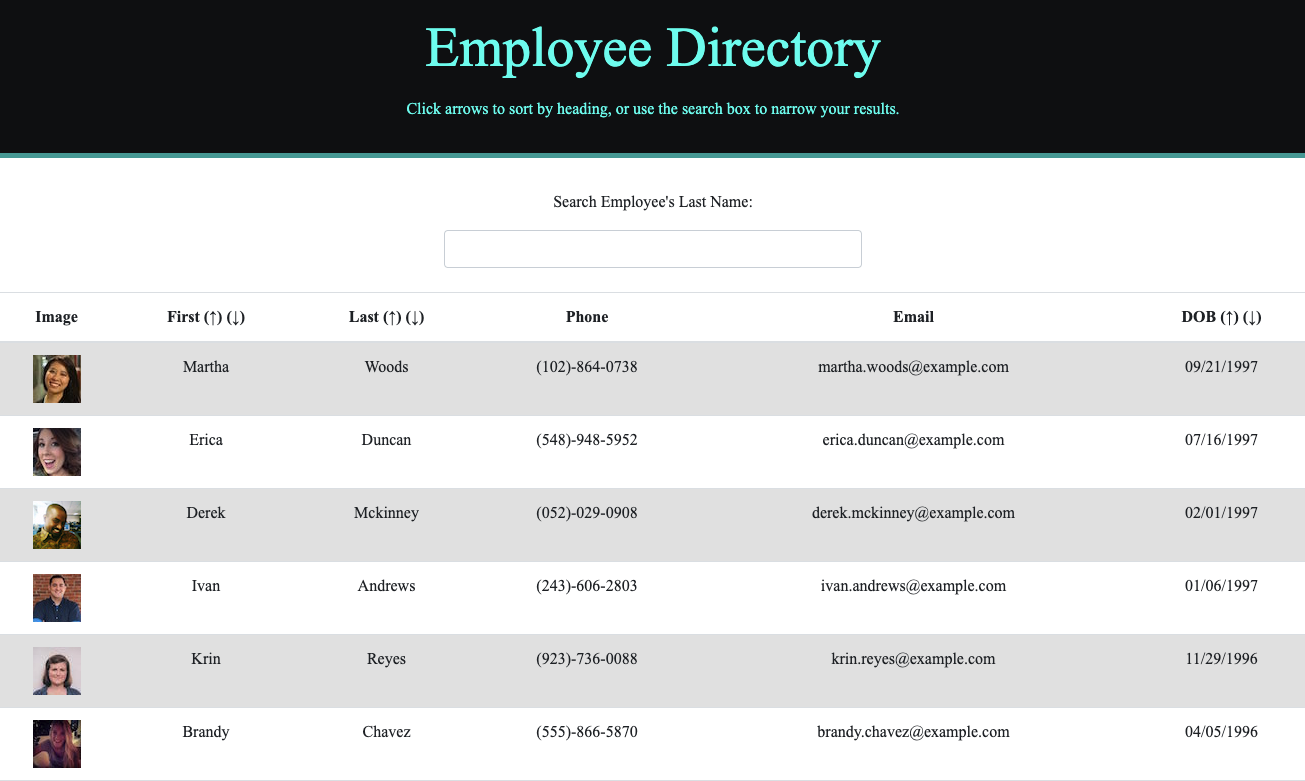 Employee Directory
Click arrows to sort by heading, or use the search box to narrow your results.
Search Employee's Last Name:
Image First (↑) (↓) Last (↑) (↓) Phone Email DOB (↑) (↓)
Martha Woods (102)-864-0738 martha.woods@example.com 09/21/1997
Erica Duncan (548)-948-5952 erica.duncan@example.com 07/16/1997
Derek Mckinney (052)-029-0908 derek.mckinney@example.com 02/01/1997
Ivan Andrews (243)-606-2803 ivan.andrews@example.com 01/06/1997
Krin Reyes (923)-736-0088 krin.reyes@example.com 11/29/1996
Brandy Chavez (555)-866-5870 brandy.chavez@example.com 04/05/1996